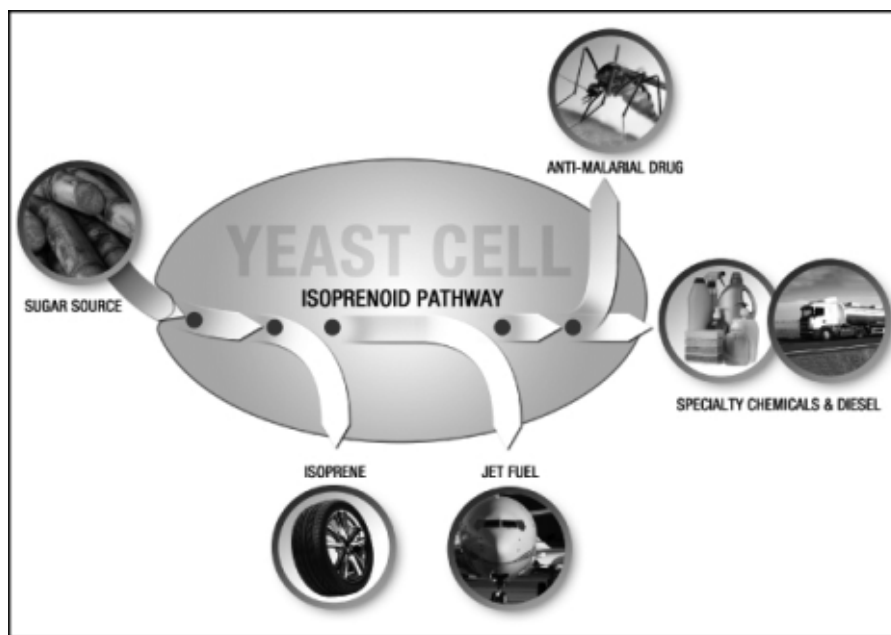 ANTI-MALARIAL DRUG
YEAST CELL
ISOPRENOID PATHWAY
SUGAR SOURCE
SPECIALTY CHEMICALS & DIESEL
ISOPRENE
JET FUEL